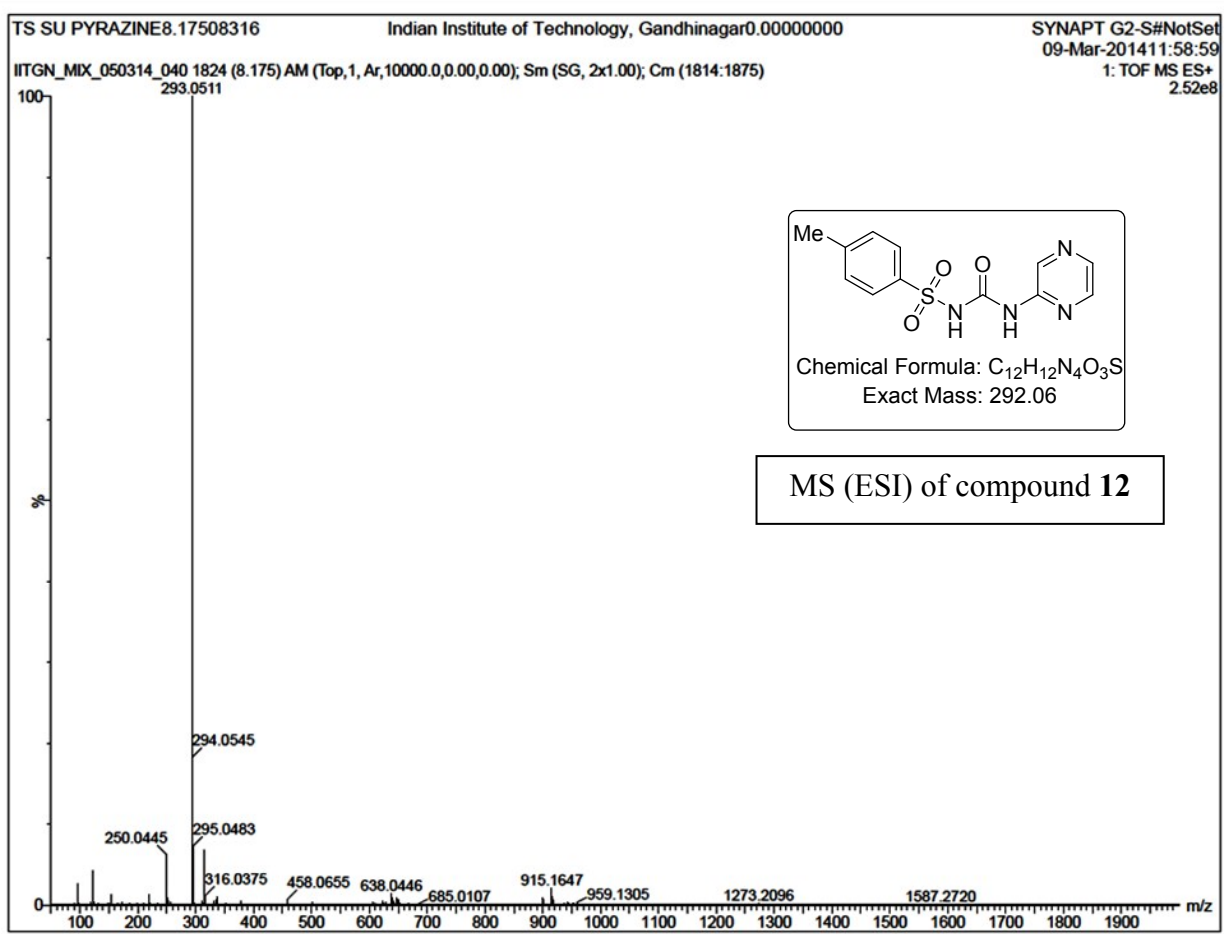 TS SU PYRAZINE8.17508316 Indian Institute of Technology, Gandhinagar0.00000000 SYNAPT G2-S#NotSet
09-Mar-201411:58:59
IITGN_MIX_050314_040 1824 (8.175) AM (Top,1, Ar,10000.0,0.00,0.00); Sm (SG, 2x1.00); Cm (1814:1875) 1: TOF MS ES+
2.52e8
100
293.0511
Me
N
O
O
S
N
H
N
H
N
O
Chemical Formula: C₁₂H₁₂N₄O₃S
Exact Mass: 292.06
MS (ESI) of compound 12
%
294.0545
295.0483
250.0445
316.0375
458.0655
638.0446
685.0107
915.1647
959.1305
1273.2096
1587.2720
0
m/z
100 200 300 400 500 600 700 800 900 1000 1100 1200 1300 1400 1500 1600 1700 1800 1900